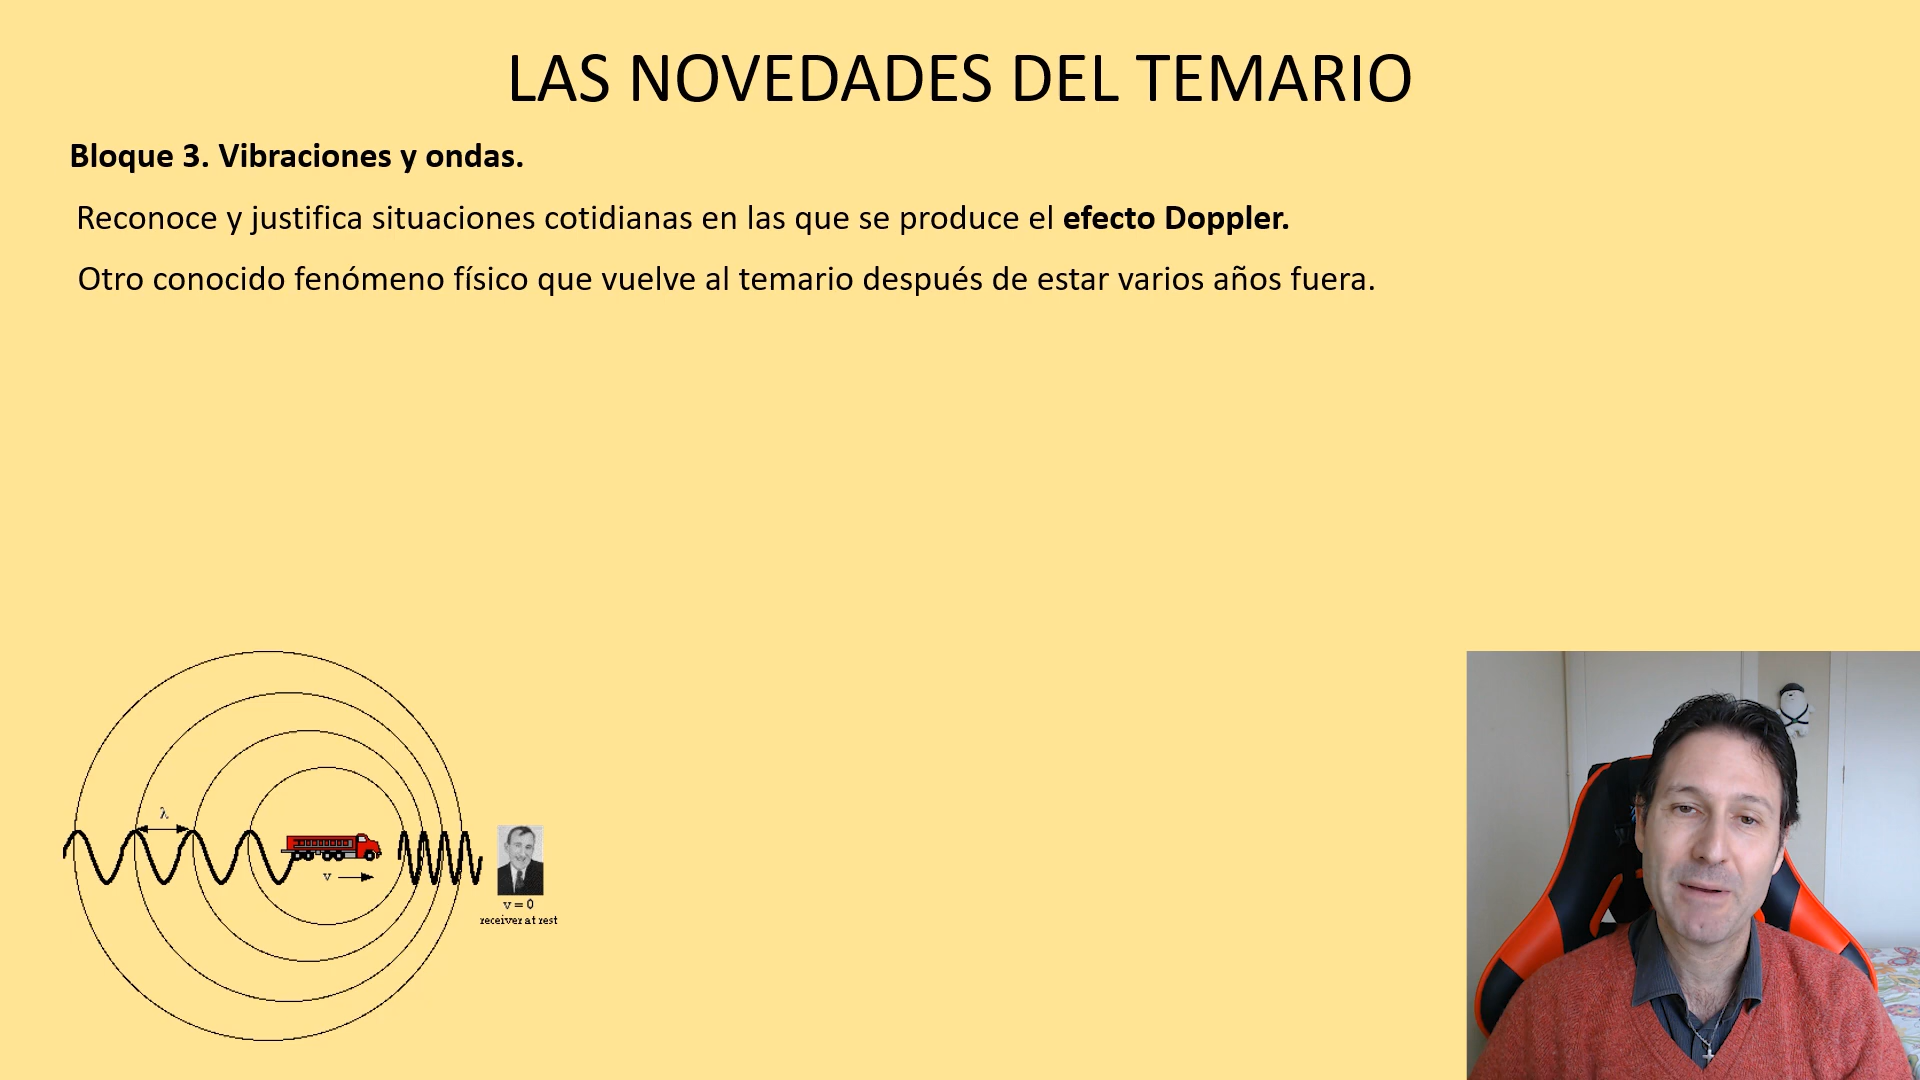 LAS NOVEDADES DEL TEMARIO
Bloque 3. Vibraciones y ondas.
Reconoce y justifica situaciones cotidianas en las que se produce el efecto Doppler.
Otro conocido fenómeno físico que vuelve al temario después de estar varios años fuera.
λ
v
v = 0
receiver at rest